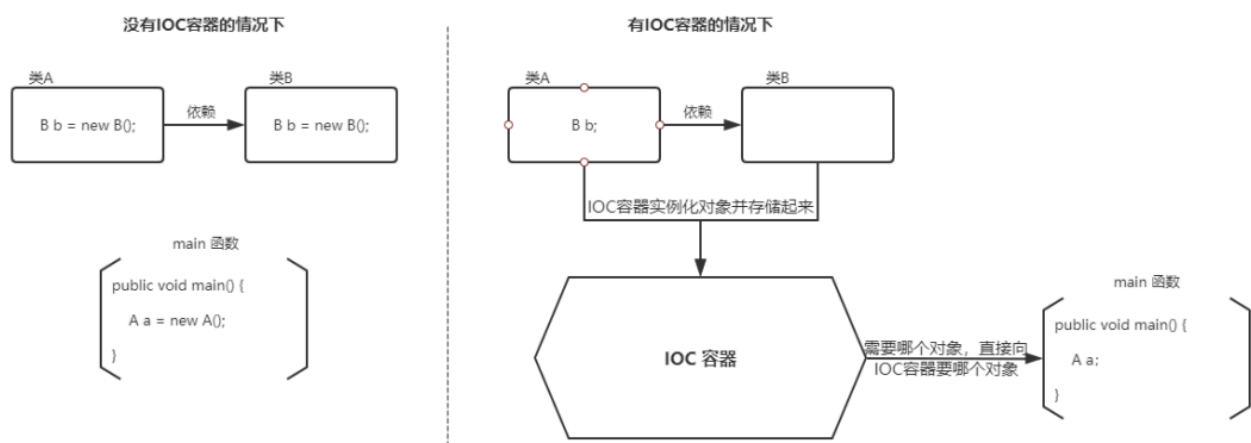 没有IOC容器的情况下
类A
B b = new B();
依赖
类B
B b = new B();
main 函数
public void main() {
A a = new A();
}
有IOC容器的情况下
类A
B b;
依赖
类B
IOC容器实例化对象并存储起来
IOC 容器
需要哪个对象，直接向
IOC容器要哪个对象
main 函数
public void main() {
A a;
}